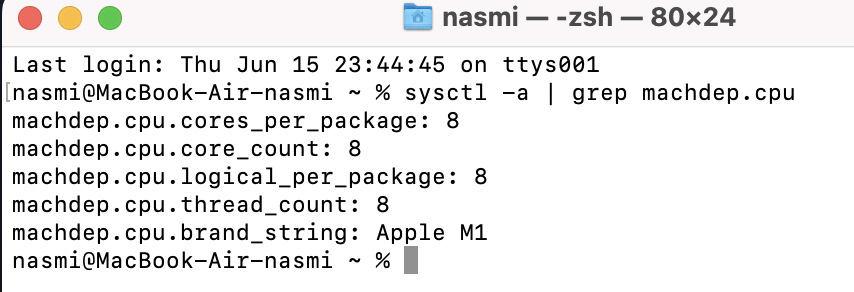 nasmi — -zsh — 80×24
Last login: Thu Jun 15 23:44:45 on ttys001
[nasmi@MacBook-Air-nasmi ~ % sysctl -a | grep machdep.cpu
machdep.cpu.cores_per_package: 8
machdep.cpu.core_count: 8
machdep.cpu.logical_per_package: 8
machdep.cpu.thread_count: 8
machdep.cpu.brand_string: Apple M1
nasmi@MacBook-Air-nasmi ~ %